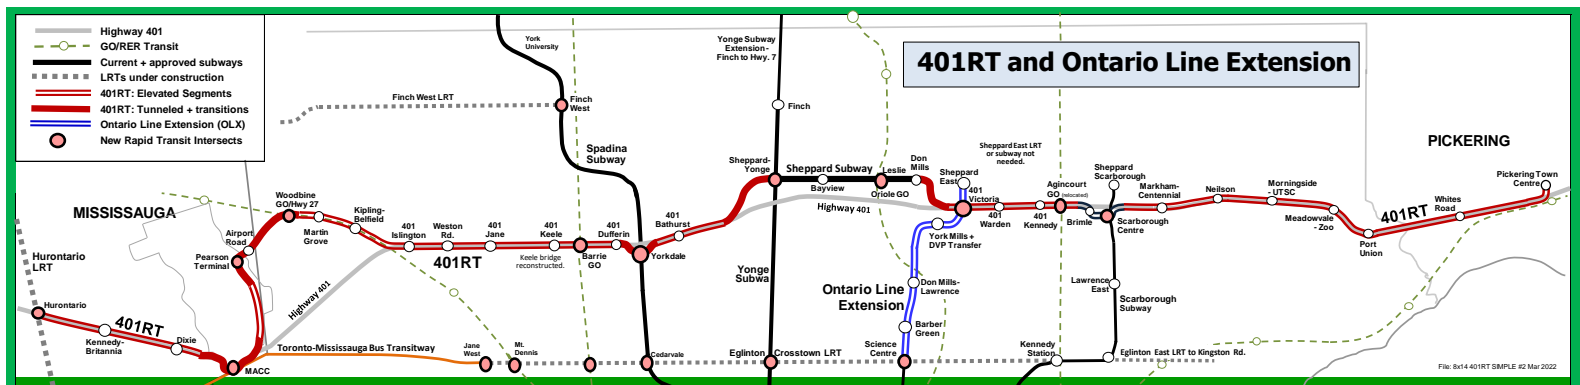 Highway 401
GO/RER Transit
Current + approved subways
LRTs under construction
401RT: Elevated Segments
401RT: Tunneled + transitions
Ontario Line Extension (OLX)
New Rapid Transit Intersects
401RT and Ontario Line Extension
York
University
Yonge Subway
Extension -
Finch to Hwy. 7
Finch West LRT
Finch
West
Finch
Spadina
Subway
Sheppard-
Yonge
Sheppard Subway
Bayview
Leslie
Oriole GO
Don
Mills
Sheppard
East
Sheppard East LRT
or subway not
needed.
401
Victoria
401
Warden
401
Kennedy
Agincourt
GO (relocated)
Brimle
Sheppard
Scarborough
Scarborough
Centre
Markham-
Centennial
Neilson
Morningside
- UTSC
Meadowvale
- Zoo
Port
Union
401RT
Whites
Road
Pickering Town
Centre
PICKERING
MISSISSAUGA
Woodbine
GO/Hwy 27
Martin
Grove
Kipling-
Belfield
Airport
Road
Pearson
Terminal
401
Islington
Weston
Rd.
401
Jane
401
Keele
Keele bridge
reconstructed.
Barrie
GO
401
Dufferin
Yorkdale
401
Bathurst
401RT
Highway 401
Highway 401
York Mills +
DVP Transfer
Yonge
Subwa
Ontario Line
Extension
Don Mills-
Lawrence
Barber
Green
Science
Centre
Lawrence
East
Scarborough
Subway
Hurontario
LRT
Hurontario
401RT
Kennedy-
Britannia
Dixie
MACC
Toronto-Mississauga Bus Transitway
Jane
West
Mt.
Dennis
Cedarvale
Eglinton
Crosstown LRT
Kennedy
Station
Eglinton East LRT to Kingston Rd.
File: 8x14 401RT SIMPLE #2 Mar 2022